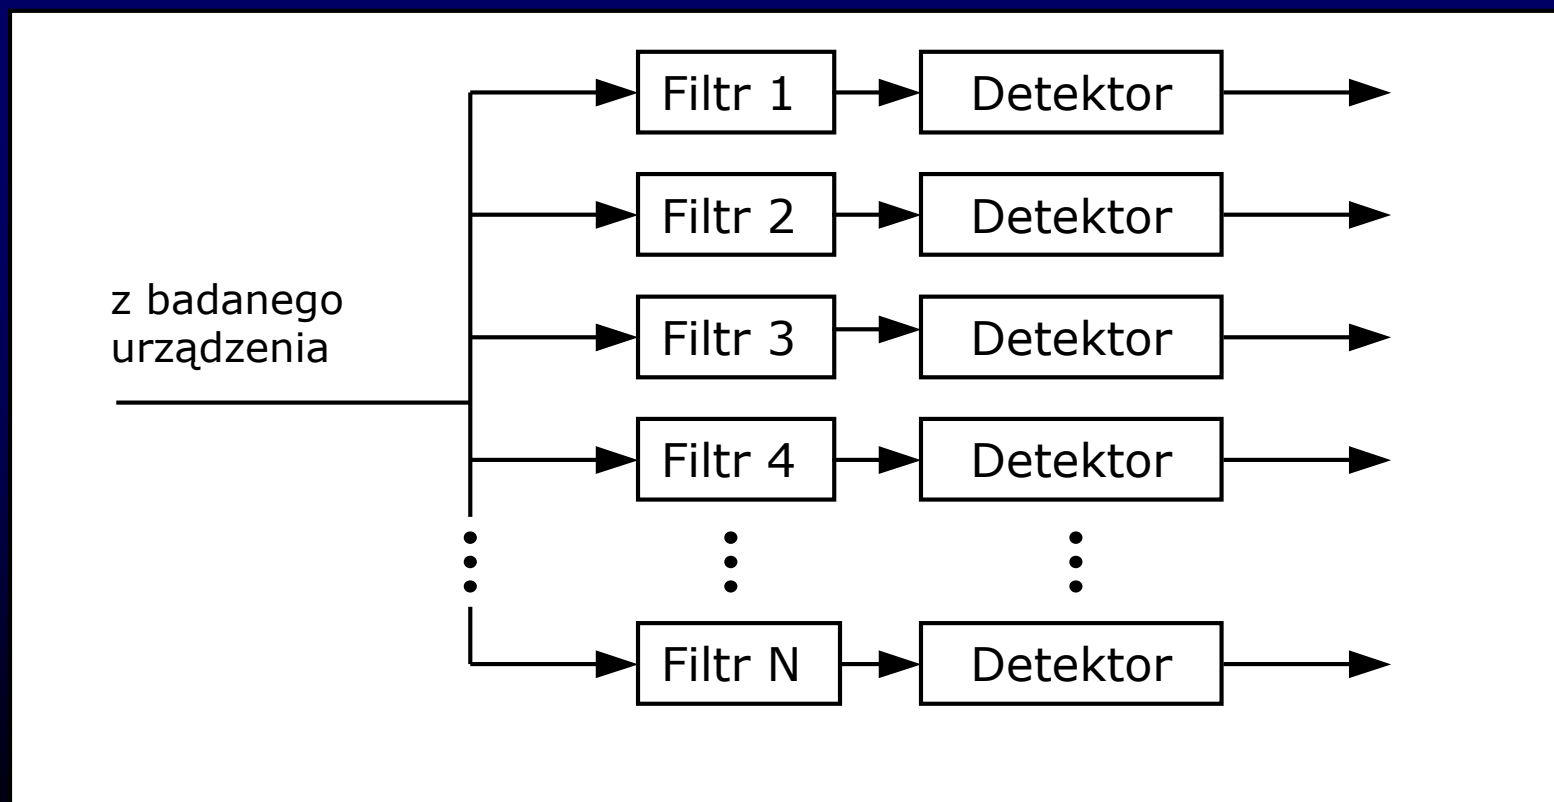 Filtr 1
Detektor
Filtr 2
Detektor
z badanego
urządzenia
Filtr 3
Detektor
Filtr 4
Detektor
Filtr N
Detektor